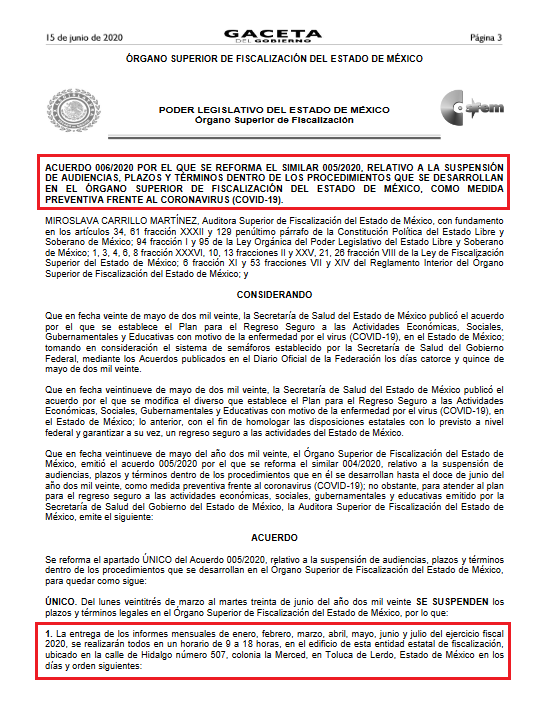 15 de junio de 2020
GACETA
DEL GOBIERNO
Página 3
ÓRGANO SUPERIOR DE FISCALIZACIÓN DEL ESTADO DE MÉXICO
PODER LEGISLATIVO DEL ESTADO DE MÉXICO
Órgano Superior de Fiscalización
osfem
ACUERDO 006/2020 POR EL QUE SE REFORMA EL SIMILAR 005/2020, RELATIVO A LA SUSPENSIÓN
DE AUDIENCIAS, PLAZOS Y TÉRMINOS DENTRO DE LOS PROCEDIMIENTOS QUE SE DESARROLLAN
EN EL ÓRGANO SUPERIOR DE FISCALIZACIÓN DEL ESTADO DE MÉXICO, COMO MEDIDA
PREVENTIVA FRENTE AL CORONAVIRUS (COVID-19).
MIROSLAVA CARRILLO MARTÍNEZ, Auditora Superior de Fiscalización del Estado de México, con fundamento
en los artículos 34, 61 fracción XXXII y 129 penúltimo párrafo de la Constitución Política del Estado Libre y
Soberano de México; 94 fracción I y 95 de la Ley Orgánica del Poder Legislativo del Estado Libre y Soberano
de México; 1, 3, 4, 6, 8 fracción XXXVI, 10, 13 fracciones II y XXV, 21, 26 fracción VIII de la Ley de Fiscalización
Superior del Estado de México; 6 fracción XI y 53 fracciones VII y XIV del Reglamento Interior del Órgano
Superior de Fiscalización del Estado de México; y
CONSIDERANDO
Que en fecha veinte de mayo de dos mil veinte, la Secretaría de Salud del Estado de México publicó el acuerdo
por el que se establece el Plan para el Regreso Seguro a las Actividades Económicas, Sociales,
Gubernamentales y Educativas con motivo de la enfermedad por el virus (COVID-19), en el Estado de México;
tomando en consideración el sistema de semáforos establecido por la Secretaría de Salud del Gobierno
Federal, mediante los Acuerdos publicados en el Diario Oficial de la Federación los días catorce y quince de
mayo de dos mil veinte.
Que en fecha veintinueve de mayo de dos mil veinte, la Secretaría de Salud del Estado de México publicó el
acuerdo por el que se modifica el diverso que establece el Plan para el Regreso Seguro a las Actividades
Económicas, Sociales, Gubernamentales y Educativas con motivo de la enfermedad por el virus (COVID-19), en
el Estado de México; lo anterior, con el fin de homologar las disposiciones estatales con lo previsto a nivel
federal y garantizar a su vez, un regreso seguro a las actividades del Estado de México.
Que en fecha veintinueve de mayo del año dos mil veinte, el Órgano Superior de Fiscalización del Estado de
México, emitió el acuerdo 005/2020 por el que se reforma el similar 004/2020, relativo a la suspensión de
audiencias, plazos y términos dentro de los procedimientos que en él se desarrollan hasta el doce de junio del
año dos mil veinte, como medida preventiva frente al coronavirus (COVID-19); no obstante, para atender al plan
para el regreso seguro a las actividades económicas, sociales, gubernamentales y educativas emitido por la
Secretaría de Salud del Gobierno del Estado de México, la Auditora Superior de Fiscalización del Estado de
México, emite el siguiente:
ACUERDO
Se reforma el apartado ÚNICO del Acuerdo 005/2020, relativo a la suspensión de audiencias, plazos y términos
dentro de los procedimientos que se desarrollan en el Órgano Superior de Fiscalización del Estado de México,
para quedar como sigue:
ÚNICO. Del lunes veintitrés de marzo al martes treinta de junio del año dos mil veinte SE SUSPENDEN los
plazos y términos legales en el Órgano Superior de Fiscalización del Estado de México, por lo que:
1. La entrega de los informes mensuales de enero, febrero, marzo, abril, mayo, junio y julio del ejercicio fiscal
2020, se realizarán todos en un horario de 9 a 18 horas, en el edificio de esta entidad estatal de fiscalización,
ubicado en la calle de Hidalgo número 507, colonia la Merced, en Toluca de Lerdo, Estado de México en los
días y orden siguientes: